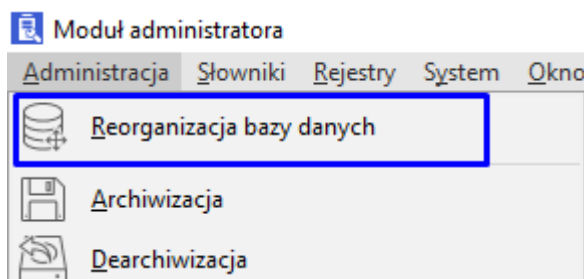 Moduł administratora
Administracja Słowniki Rejestry System Okno
Reorganizacja bazy danych
Archiwizacja
Dearchiwizacja